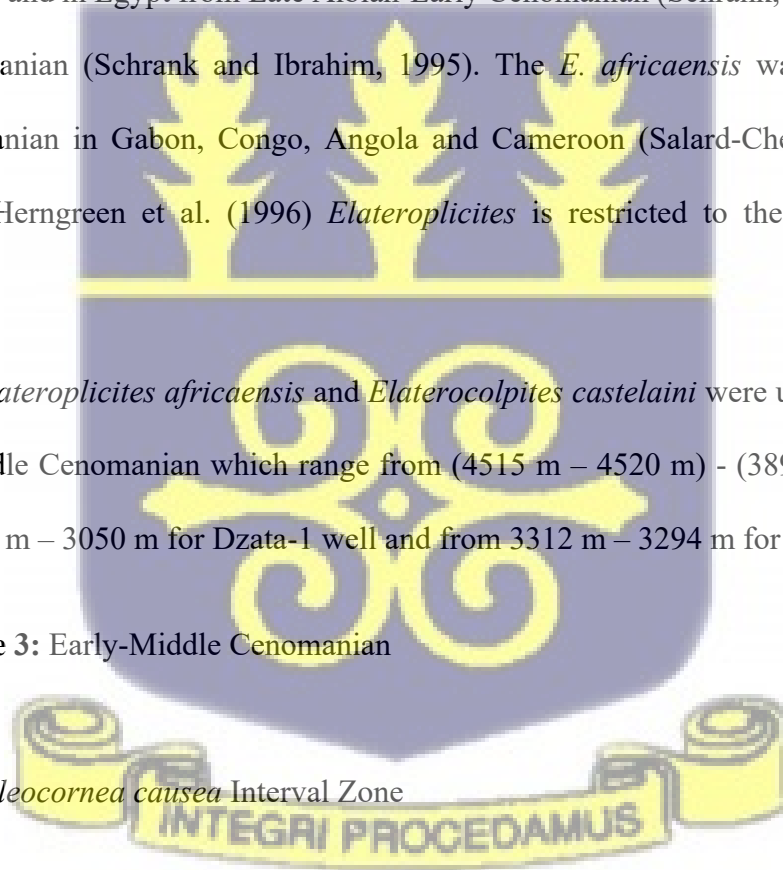 and in Egypt from Late Albian-Early Cenomanian (Schrank,
anian (Schrank and Ibrahim, 1995). The E. africaensis wa
anian in Gabon, Congo, Angola and Cameroon (Salard-Che
Herngreen et al. (1996) Elateroplicites is restricted to the
ateroplicites africaensis and Elaterocolpites castelaini were u
dle Cenomanian which range from (4515 m – 4520 m) - (389
m – 3050 m for Dzata-1 well and from 3312 m – 3294 m for
e 3: Early-Middle Cenomanian
leocornea causea Interval Zone
INTEGRI PROCEDAMUS